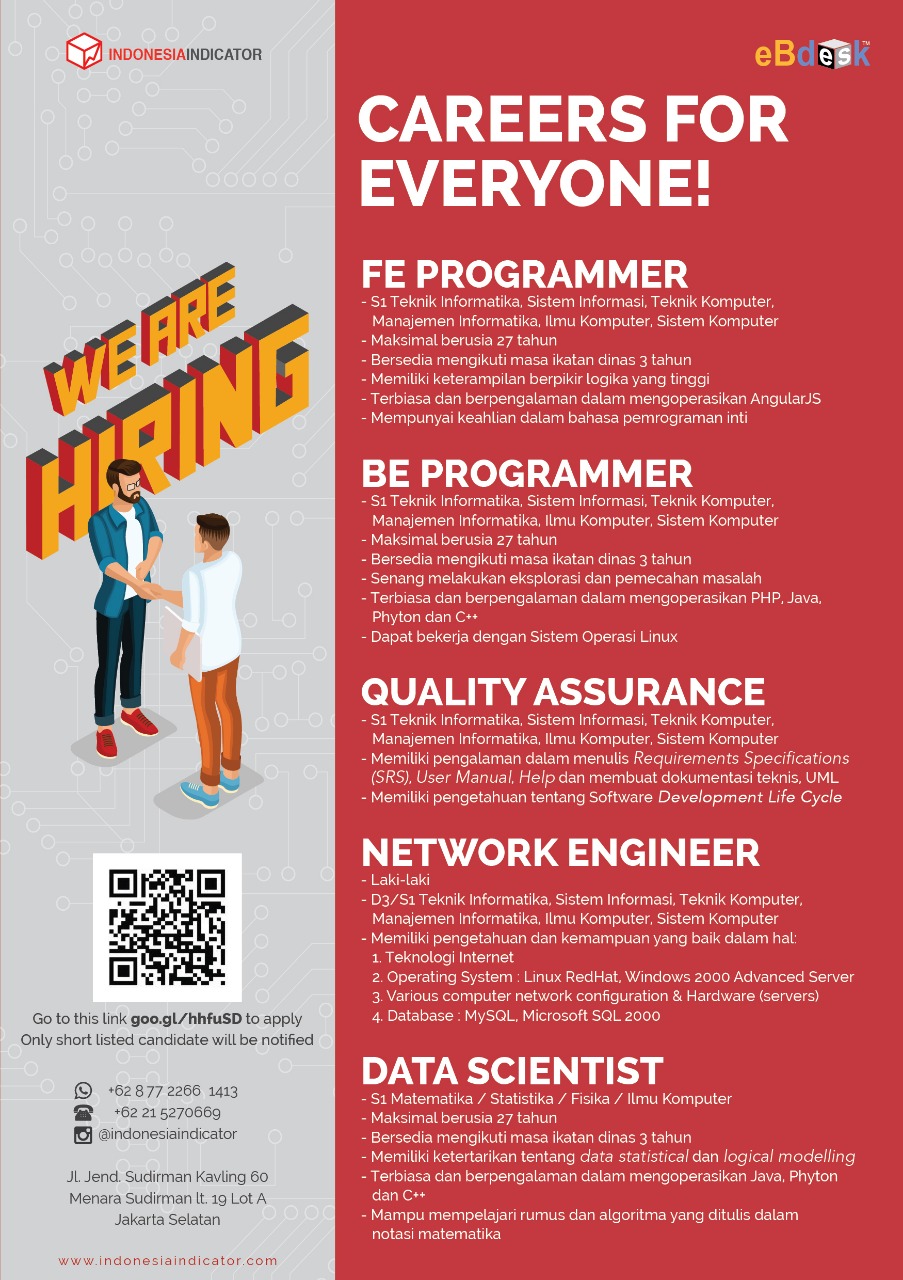 INDONESIAINDICATOR
eBdesk™
CAREERS FOR
EVERYONE!
WE ARE
HIRING
FE PROGRAMMER
- S1 Teknik Informatika, Sistem Informasi, Teknik Komputer,
Manajemen Informatika, Ilmu Komputer, Sistem Komputer
- Maksimal berusia 27 tahun
- Bersedia mengikuti masa ikatan dinas 3 tahun
- Memiliki keterampilan berpikir logika yang tinggi
- Terbiasa dan berpengalaman dalam mengoperasikan AngularJS
- Mempunyai keahlian dalam bahasa pemrograman inti
BE PROGRAMMER
- S1 Teknik Informatika, Sistem Informasi, Teknik Komputer,
Manajemen Informatika, Ilmu Komputer, Sistem Komputer
- Maksimal berusia 27 tahun
- Bersedia mengikuti masa ikatan dinas 3 tahun
- Senang melakukan eksplorasi dan pemecahan masalah
- Terbiasa dan berpengalaman dalam mengoperasikan PHP, Java,
Phyton dan C++
- Dapat bekerja dengan Sistem Operasi Linux
QUALITY ASSURANCE
- S1 Teknik Informatika, Sistem Informasi, Teknik Komputer,
Manajemen Informatika, Ilmu Komputer, Sistem Komputer
- Memiliki pengalaman dalam menulis Requirements Specifications
(SRS), User Manual, Help dan membuat dokumentasi teknis, UML
- Memiliki pengetahuan tentang Software Development Life Cycle
NETWORK ENGINEER
- Laki-laki
- D3/S1 Teknik Informatika, Sistem Informasi, Teknik Komputer,
Manajemen Informatika, Ilmu Komputer, Sistem Komputer
- Memiliki pengetahuan dan kemampuan yang baik dalam hal:
1. Teknologi Internet
2. Operating System : Linux RedHat, Windows 2000 Advanced Server
3. Various computer network configuration & Hardware (servers)
4. Database : MySQL, Microsoft SQL 2000
DATA SCIENTIST
- S1 Matematika / Statistika / Fisika / Ilmu Komputer
- Maksimal berusia 27 tahun
- Bersedia mengikuti masa ikatan dinas 3 tahun
- Memiliki ketertarikan tentang data statistical dan logical modelling
- Terbiasa dan berpengalaman dalam mengoperasikan Java, Phyton
dan C++
- Mampu mempelajari rumus dan algoritma yang ditulis dalam
notasi matematika
Go to this link goo.gl/hhfuSD to apply
Only short listed candidate will be notified
+62 8 77 2266 1413
+62 21 5270669
@indonesiaindicator
Jl. Jend. Sudirman Kavling 60
Menara Sudirman lt. 19 Lot A
Jakarta Selatan
www.indonesiaindicator.com